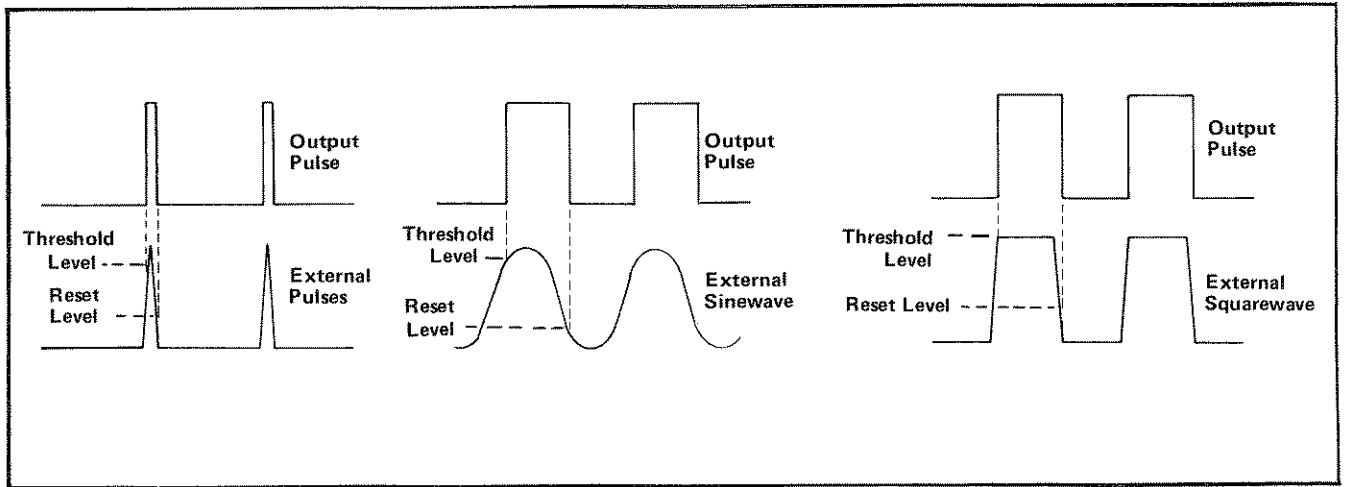 Output
Pulse
Threshold
Level
Reset
Level
External
Pulses
Output
Pulse
Threshold
Level
Reset
Level
External
Sinewave
Output
Pulse
Threshold
Level
Reset Level
External
Squarewave